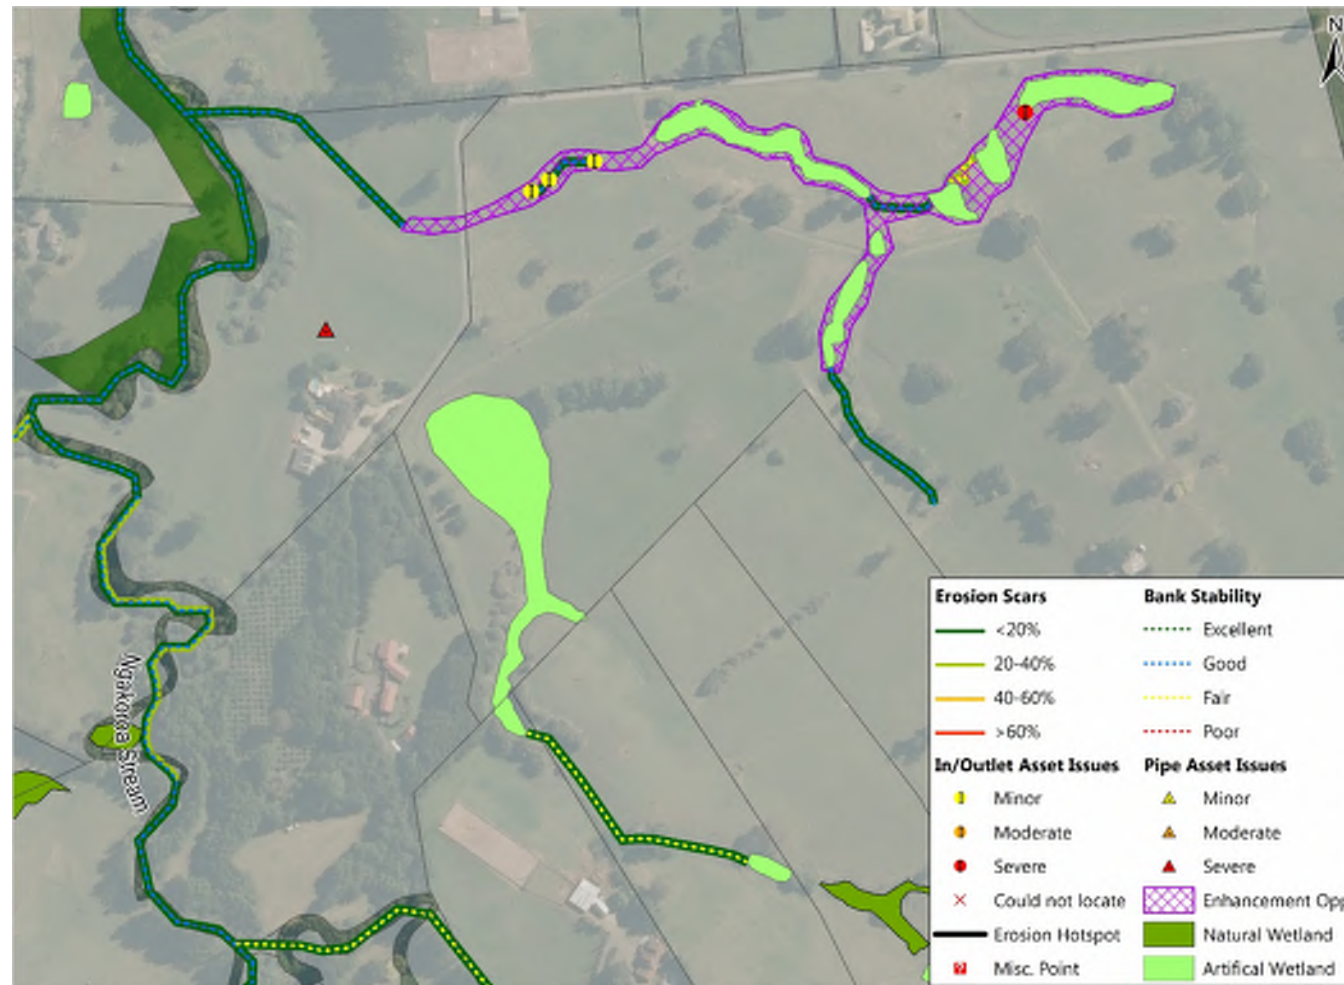 N
Ngakoroa Stream
Erosion Scars
Bank Stability
<20%
Excellent
20-40%
Good
40-60%
Fair
>60%
Poor
In/Outlet Asset Issues
Pipe Asset Issues
Minor
Minor
Moderate
Moderate
Severe
Severe
Could not locate
Enhancement Opp
Erosion Hotspot
Natural Wetland
Misc. Point
Artifical Wetland